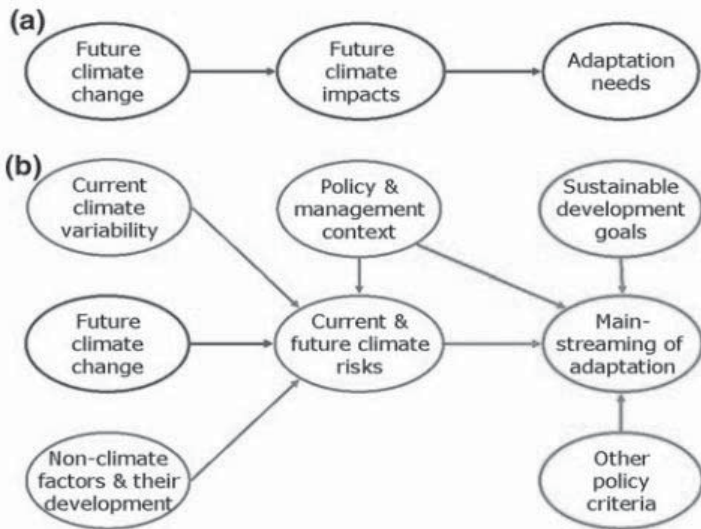 (a)
Future
climate
change
Future
climate
impacts
Adaptation
needs
(b)
Current
climate
variability
Policy &
management
context
Sustainable
development
goals
Future
climate
change
Current &
future climate
risks
Main-
streaming of
adaptation
Non-climate
factors & their
development
Other
policy
criteria